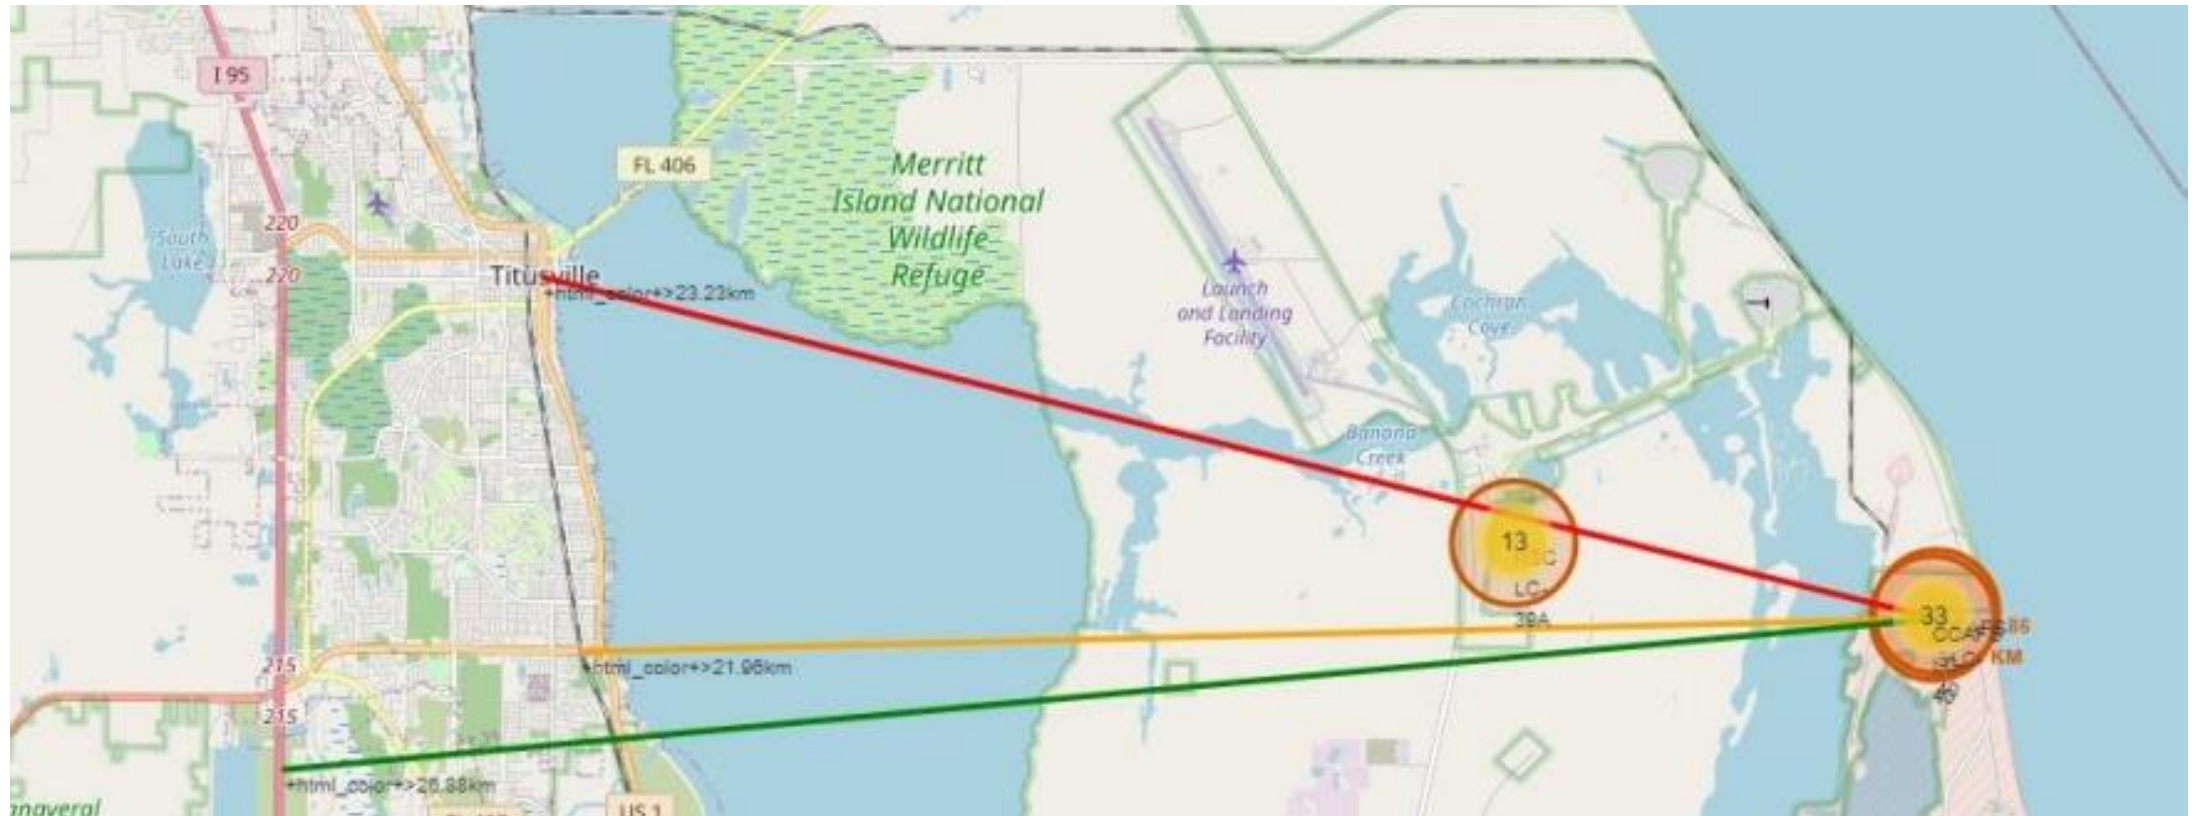 I 95
FL 406
Merritt
Island National
Wildlife
Refuge
220
South
Lake
220
Titusville
+html_color+>23.23km
Launch
and Landing
Facility
Cochran
Cove
Banana
Creek
13
LC-
39A
33
KM
215
+html_color+>21.96km
215
+html_color+>26.88km
US 1